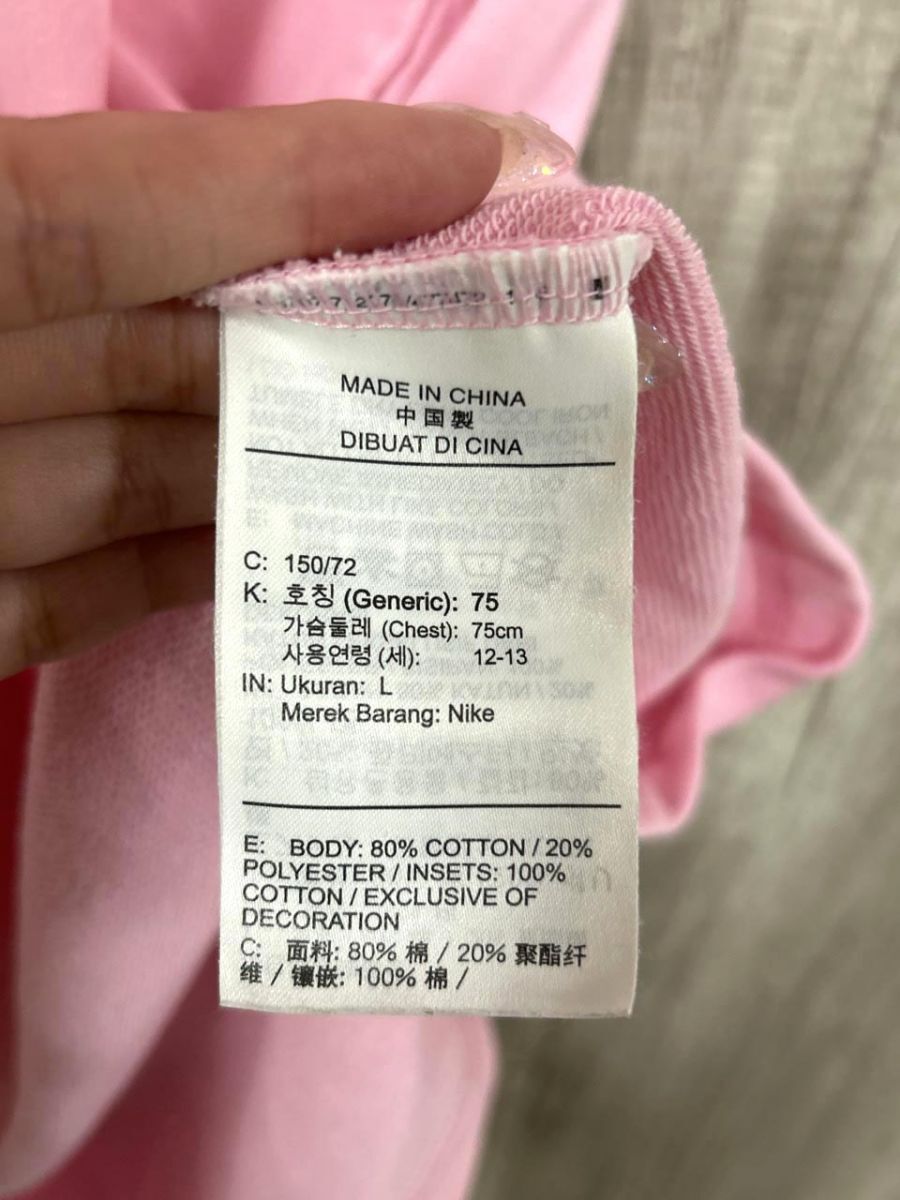 MADE IN CHINA
中国製
DIBUAT DI CINA
C: 150/72
K: 호칭 (Generic): 75
가슴둘레 (Chest): 75cm
사용연령 (세): 12-13
IN: Ukuran: L
Merek Barang: Nike
E: BODY: 80% COTTON / 20%
POLYESTER / INSETS: 100%
COTTON / EXCLUSIVE OF
DECORATION
C: 面料: 80% 棉 / 20% 聚酯纤
维 / 镶嵌: 100% 棉 /